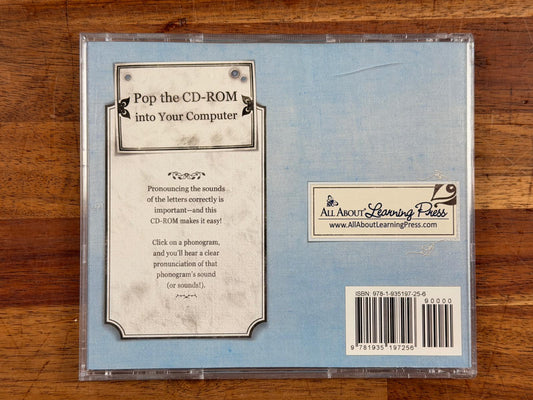 Pop the CD-ROM
into Your Computer
Pronouncing the sounds
of the letters correctly is
important—and this
CD-ROM makes it easy!
Click on a phonogram,
and you'll hear a clear
pronunciation of that
phonogram's sound
(or sounds!).
All About Learning Press
www.AllAboutLearningPress.com
ISBN: 978-1-935197-25-6
90000
9 781935 197256